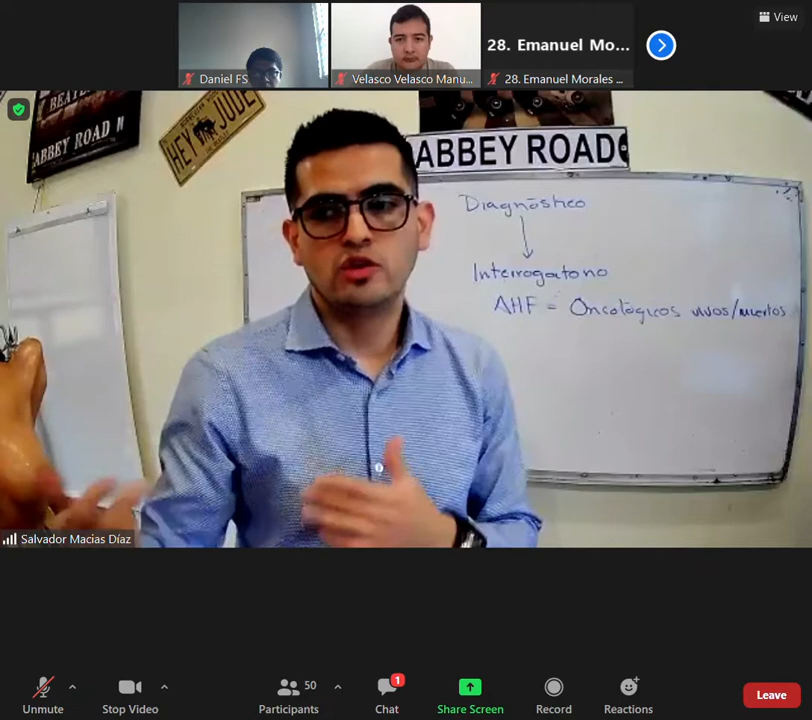 View
28. Emanuel Mo...
Daniel FS
Velasco Velasco Manu...
28. Emanuel Morales ...
BEATLES
ABBEY ROAD N
HEY JUDE
ABBEY ROAD
Diagnóstico
Interrogatorio
AHF = Oncológicos vivos/muertos
Salvador Macias Díaz
50
1
Unmute
Stop Video
Participants
Chat
Share Screen
Record
Reactions
Leave